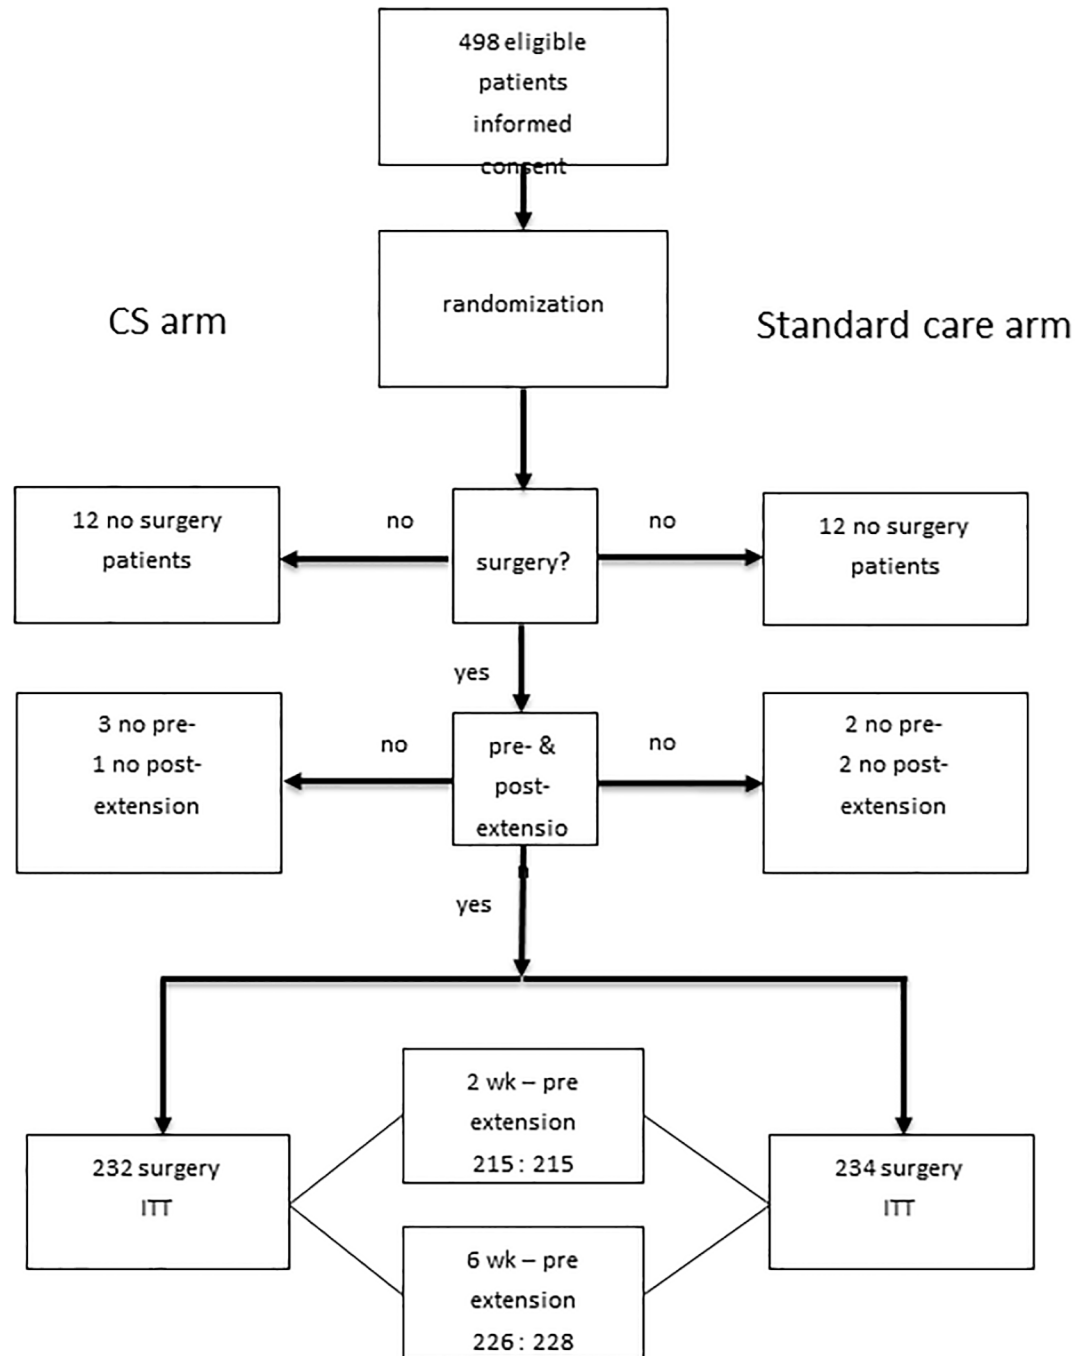 498 eligible
patients
informed
consent
randomization
CS arm
Standard care arm
12 no surgery
patients
no
surgery?
no
12 no surgery
patients
yes
3 no pre-
1 no post-
extension
no
pre- &
post-
extensio
n
no
2 no pre-
2 no post-
extension
yes
2 wk – pre
extension
215 : 215
232 surgery
ITT
234 surgery
ITT
6 wk – pre
extension
226 : 228